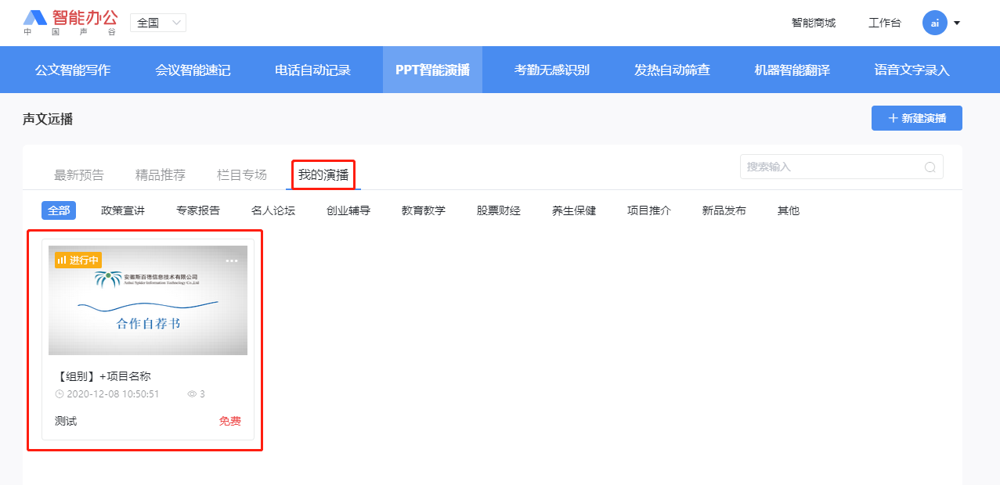 智能办公
中国声谷
全国
智能商城
工作台
ai
公文智能写作
会议智能速记
电话自动记录
PPT智能演播
考勤无感识别
发热自动筛查
机器智能翻译
语音文字录入
声文远播
+ 新建演播
最新预告
精品推荐
栏目专场
我的演播
搜索输入
全部
政策宣讲
专家报告
名人论坛
创业辅导
教育教学
股票财经
养生保健
项目推介
新品发布
其他
进行中
安徽斯百德信息技术有限公司
Anhui Spider Information Technology Co.,Ltd.
合作自荐书
【组别】+项目名称
2020-12-08 10:50:51
3
测试
免费